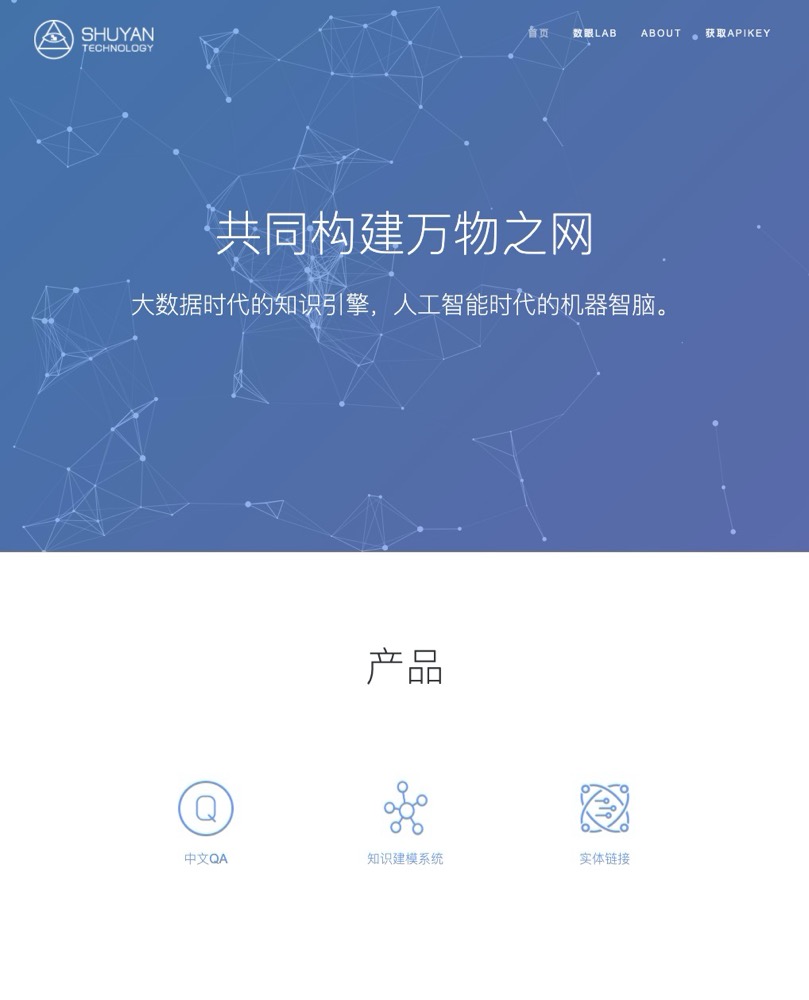 SHUYAN
TECHNOLOGY
首页 数眼LAB ABOUT 获取APIKEY
共同构建万物之网
大数据时代的知识引擎，人工智能时代的机器智脑。
产品
Q
中文QA 知识建模系统 实体链接